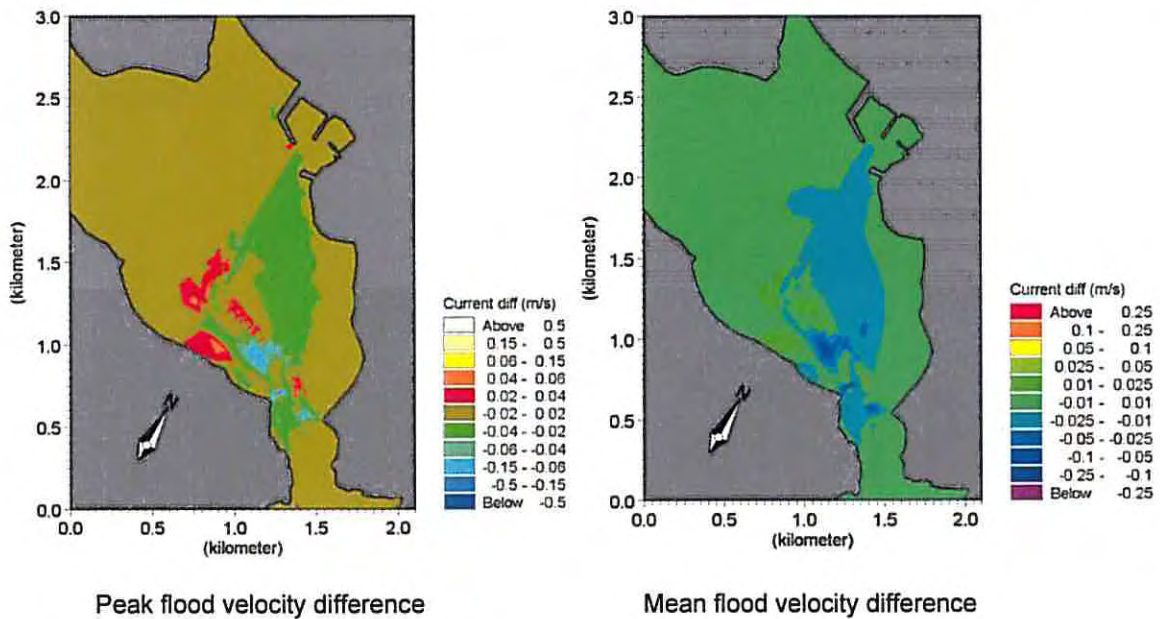 3.0
2.5
2.0
1.5
1.0
0.5
0.0
(kilometer)
0.0 0.5 1.0 1.5 2.0
(kilometer)
N
Current diff (m/s)
Above 0.5
0.15 - 0.5
0.06 - 0.15
0.04 - 0.06
0.02 - 0.04
-0.02 - 0.02
-0.04 - -0.02
-0.06 - -0.04
-0.15 - -0.06
-0.5 - -0.15
Below -0.5
Peak flood velocity difference
3.0
2.5
2.0
1.5
1.0
0.5
0.0
(kilometer)
0.0 0.5 1.0 1.5 2.0
(kilometer)
N
Current diff (m/s)
Above 0.25
0.1 - 0.25
0.05 - 0.1
0.025 - 0.05
0.01 - 0.025
-0.01 - 0.01
-0.025 - -0.01
-0.05 - -0.025
-0.1 - -0.05
-0.25 - -0.1
Below -0.25
Mean flood velocity difference